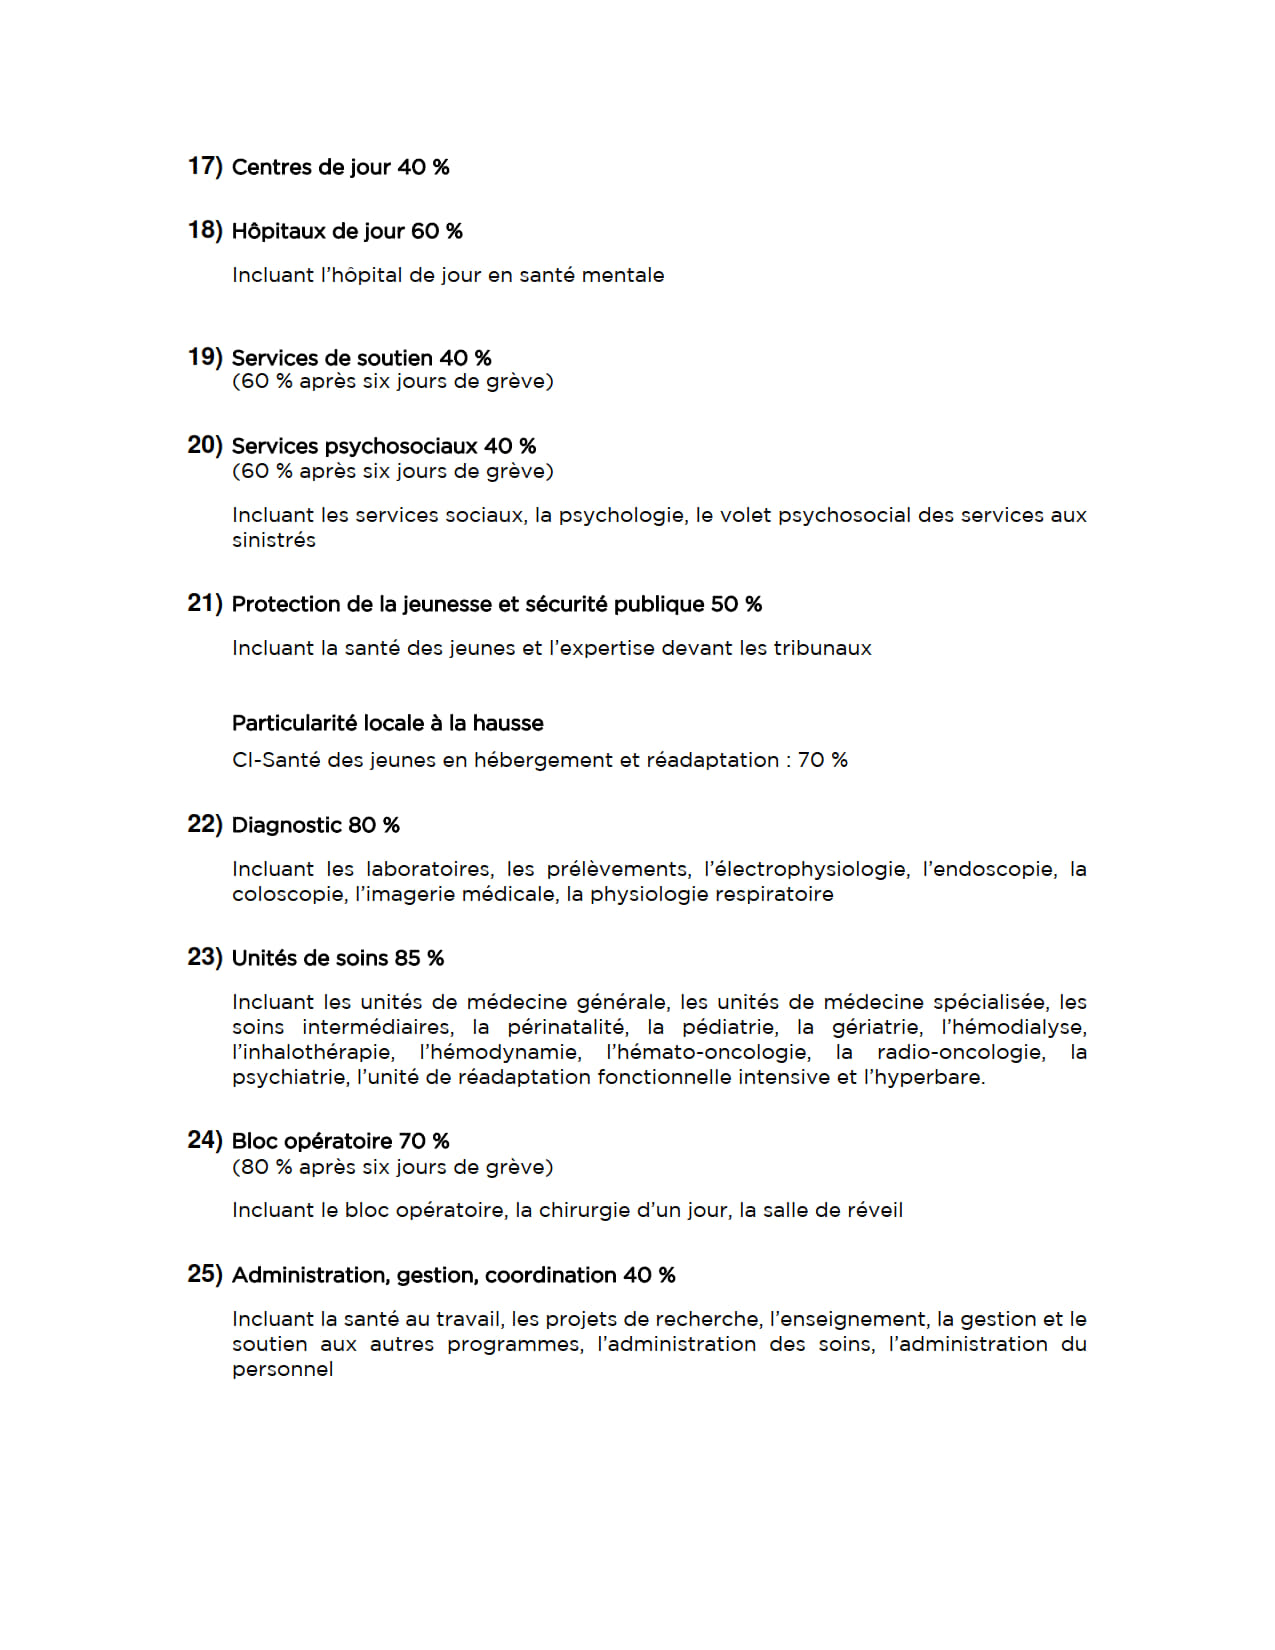 17) Centres de jour 40 %
18) Hôpitaux de jour 60 %
Incluant l’hôpital de jour en santé mentale
19) Services de soutien 40 %
(60 % après six jours de grève)
20) Services psychosociaux 40 %
(60 % après six jours de grève)
Incluant les services sociaux, la psychologie, le volet psychosocial des services aux
sinistrés
21) Protection de la jeunesse et sécurité publique 50 %
Incluant la santé des jeunes et l’expertise devant les tribunaux
Particularité locale à la hausse
CI-Santé des jeunes en hébergement et réadaptation : 70 %
22) Diagnostic 80 %
Incluant les laboratoires, les prélèvements, l’électrophysiologie, l’endoscopie, la
coloscopie, l’imagerie médicale, la physiologie respiratoire
23) Unités de soins 85 %
Incluant les unités de médecine générale, les unités de médecine spécialisée, les
soins intermédiaires, la périnatalité, la pédiatrie, la gériatrie, l’hémodialyse,
l’inhalothérapie, l’hémodynamie, l’hémato-oncologie, la radio-oncologie, la
psychiatrie, l’unité de réadaptation fonctionnelle intensive et l’hyperbare.
24) Bloc opératoire 70 %
(80 % après six jours de grève)
Incluant le bloc opératoire, la chirurgie d’un jour, la salle de réveil
25) Administration, gestion, coordination 40 %
Incluant la santé au travail, les projets de recherche, l’enseignement, la gestion et le
soutien aux autres programmes, l’administration des soins, l’administration du
personnel